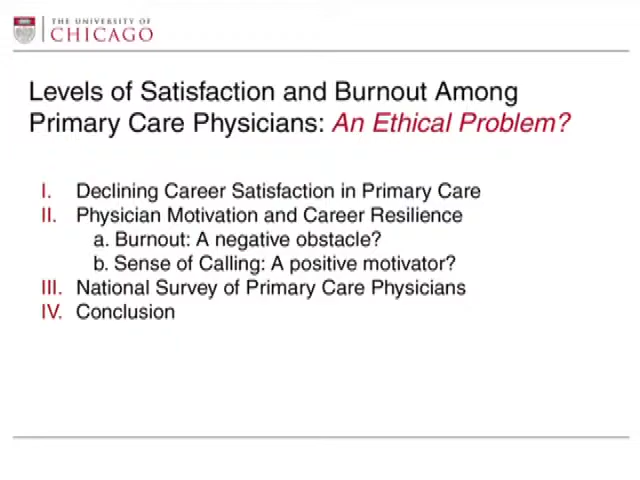 THE UNIVERSITY OF
CHICAGO
Levels of Satisfaction and Burnout Among
Primary Care Physicians: An Ethical Problem?
I. Declining Career Satisfaction in Primary Care
II. Physician Motivation and Career Resilience
a. Burnout: A negative obstacle?
b. Sense of Calling: A positive motivator?
III. National Survey of Primary Care Physicians
IV. Conclusion